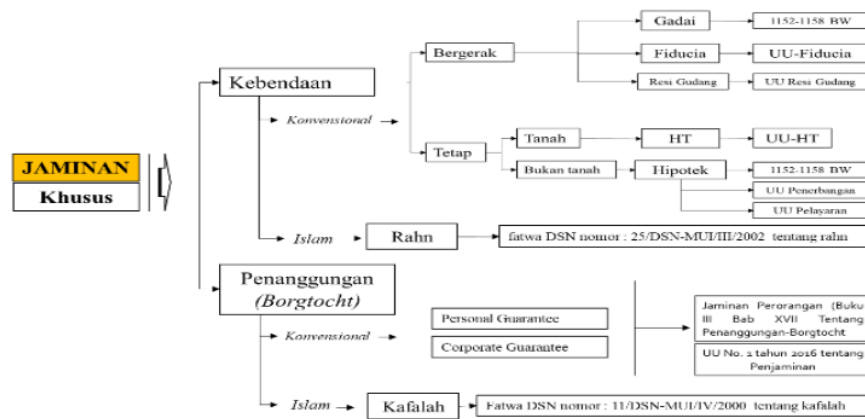 JAMINAN
Khusus
Kebendaan
Konvensional
Bergerak
Gadai
1152-1158 BW
Fiducia
UU-Fiducia
Resi Gudang
UU Resi Gudang
Tetap
Tanah
HT
UU-HT
Bukan tanah
Hipotek
1152-1158 BW
UU Penerbangan
UU Pelayaran
Islam
Rahn
fatwa DSN nomor : 25/DSN-MUI/III/2002 tentang rahn
Penanggungan
(Borgtocht)
Konvensional
Personal Guarantee
Corporate Guarantee
Jaminan Perorangan (Buku
III Bab XVII Tentang
Penanggungan-Borgtocht
UU No. 1 tahun 2016 tentang
Penjaminan
Islam
Kafalah
Fatwa DSN nomor : 11/DSN-MUI/IV/2000 tentang kafalah